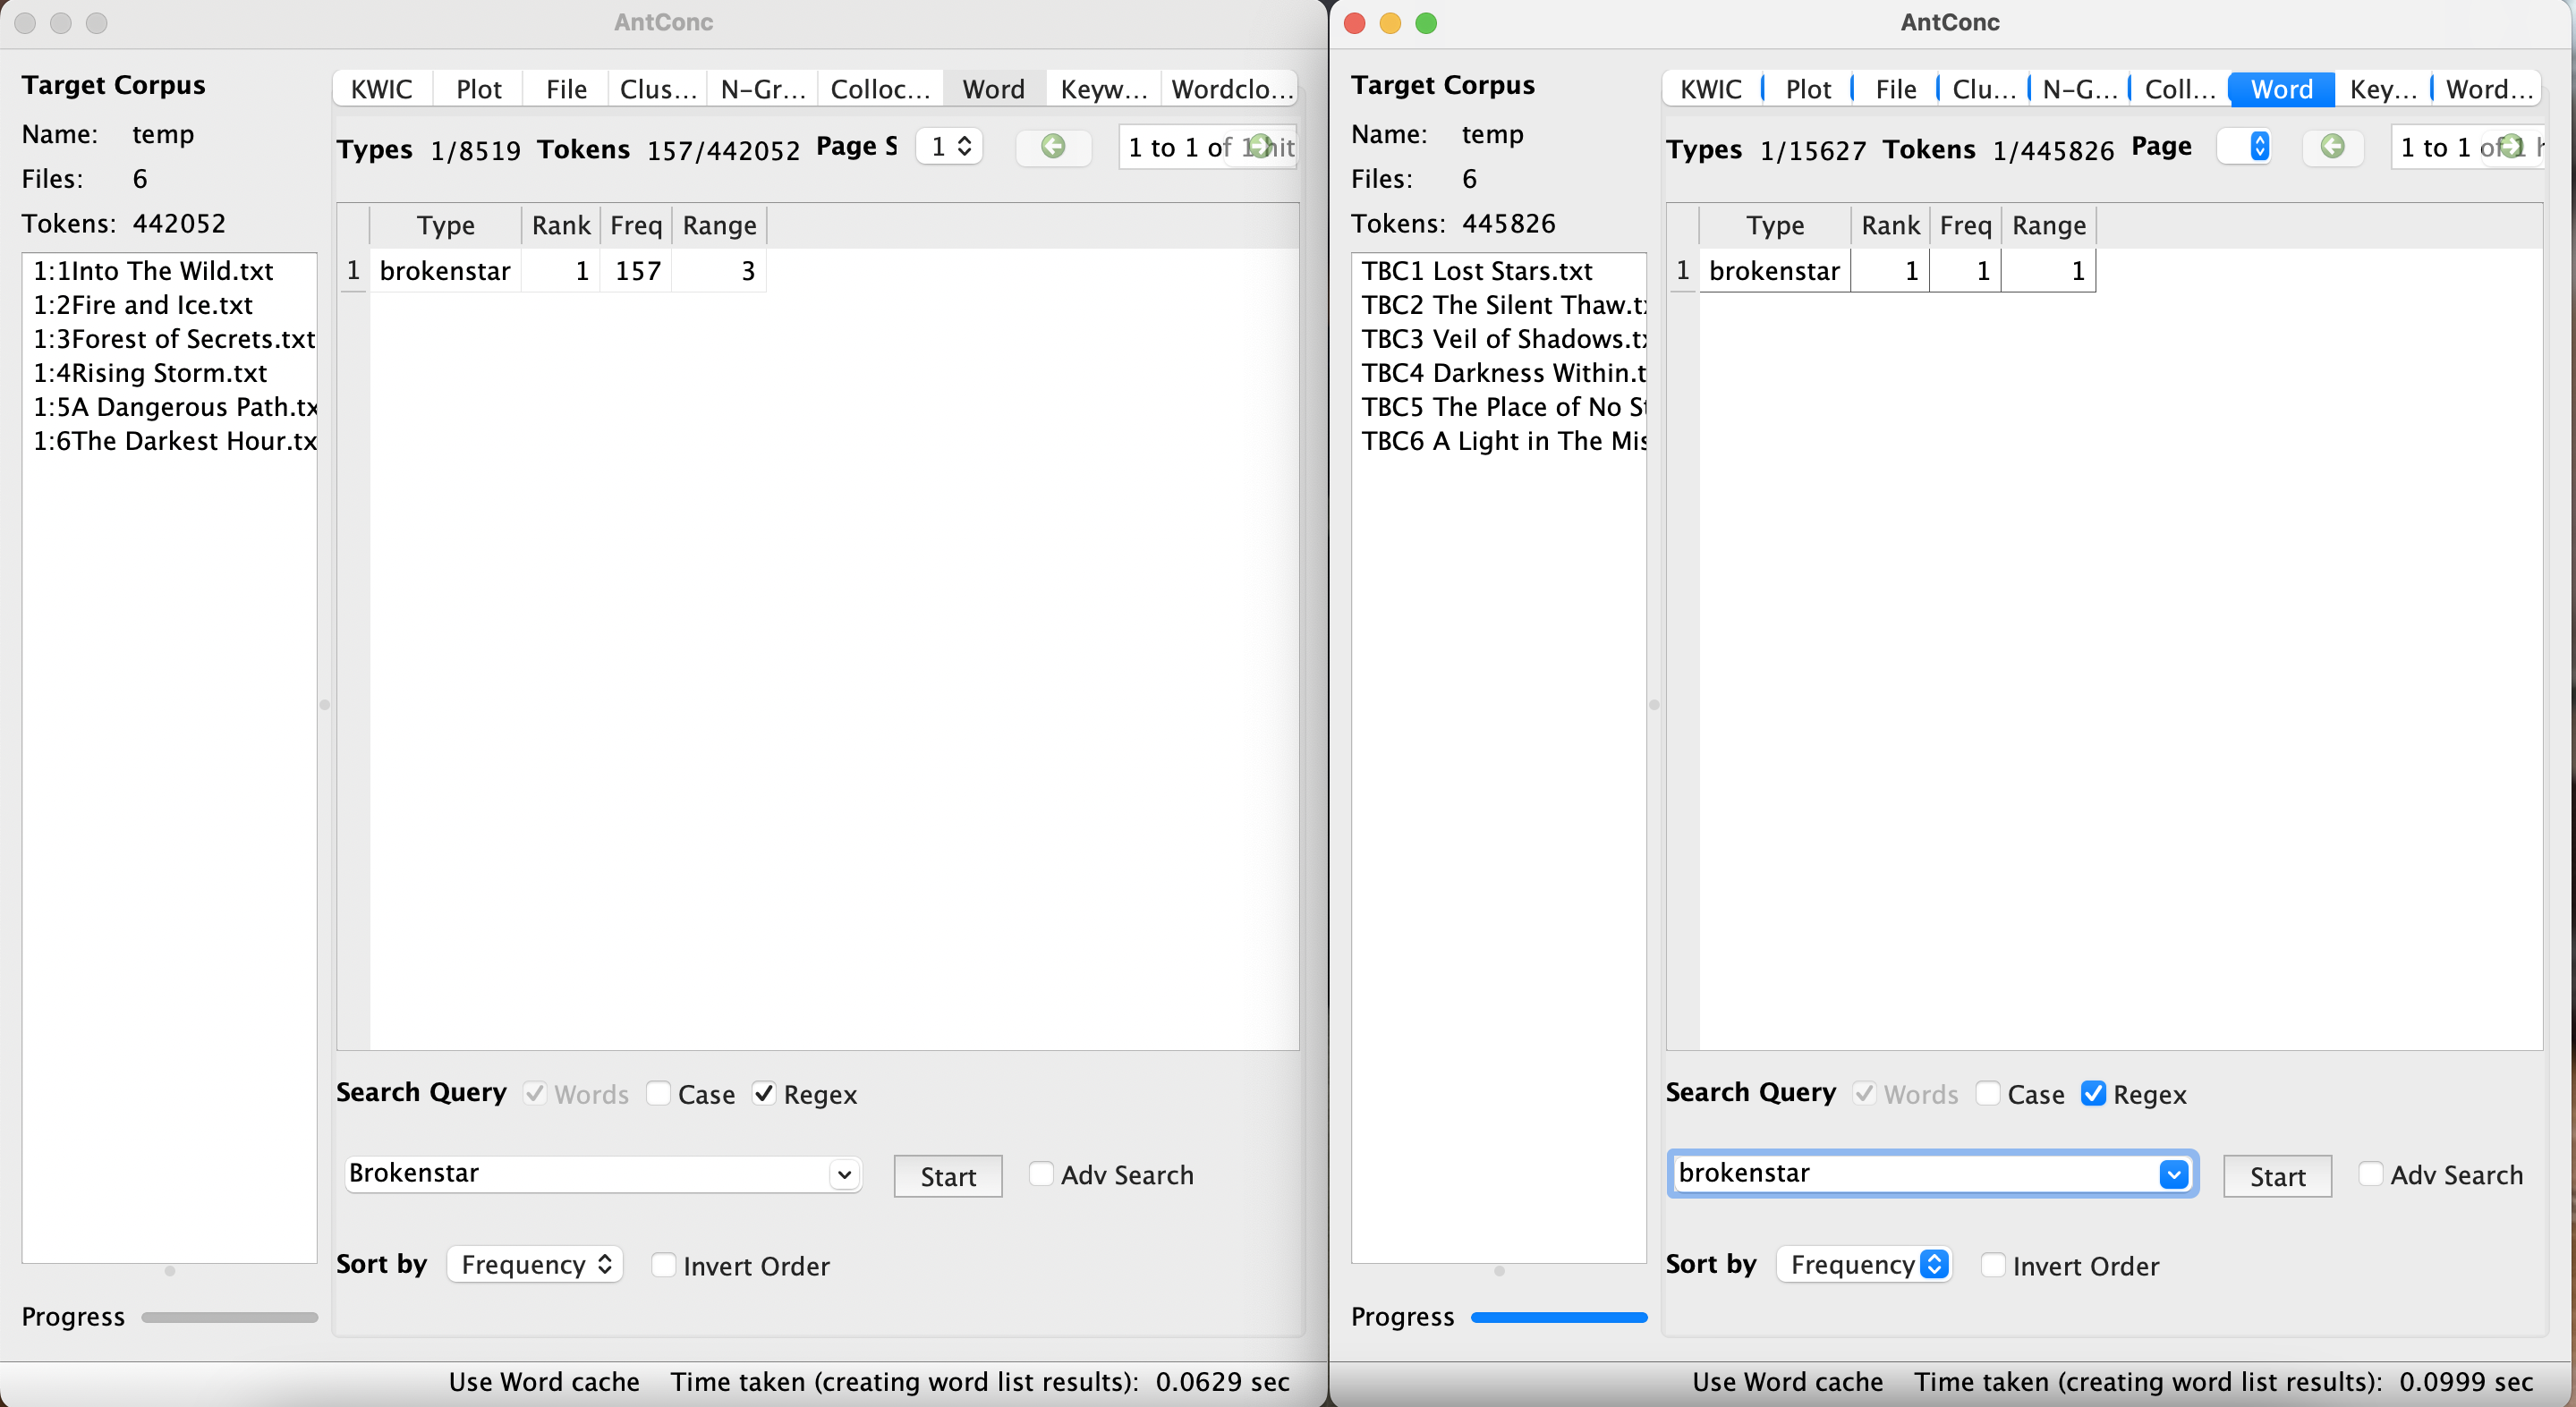 AntConc
Target Corpus
Name: temp
Files: 6
Tokens: 442052
1:1Into The Wild.txt
1:2Fire and Ice.txt
1:3Forest of Secrets.txt
1:4Rising Storm.txt
1:5A Dangerous Path.tx
1:6The Darkest Hour.tx
Progress
KWIC Plot File Clus... N-Gr... Colloc... Word Keyw... Wordclo...
Types 1/8519 Tokens 157/442052 Page S 1 1 to 1 of 1 hit
Type Rank Freq Range
1 brokenstar 1 157 3
Search Query Words Case Regex
Brokenstar Start Adv Search
Sort by Frequency Invert Order
Use Word cache Time taken (creating word list results): 0.0629 sec
AntConc
Target Corpus
Name: temp
Files: 6
Tokens: 445826
TBC1 Lost Stars.txt
TBC2 The Silent Thaw.t
TBC3 Veil of Shadows.t
TBC4 Darkness Within.t
TBC5 The Place of No S
TBC6 A Light in The Mis
Progress
KWIC Plot File Clu... N-G... Coll... Word Key... Word...
Types 1/15627 Tokens 1/445826 Page 1 to 1 of 1 h
Type Rank Freq Range
1 brokenstar 1 1 1
Search Query Words Case Regex
brokenstar Start Adv Search
Sort by Frequency Invert Order
Use Word cache Time taken (creating word list results): 0.0999 sec